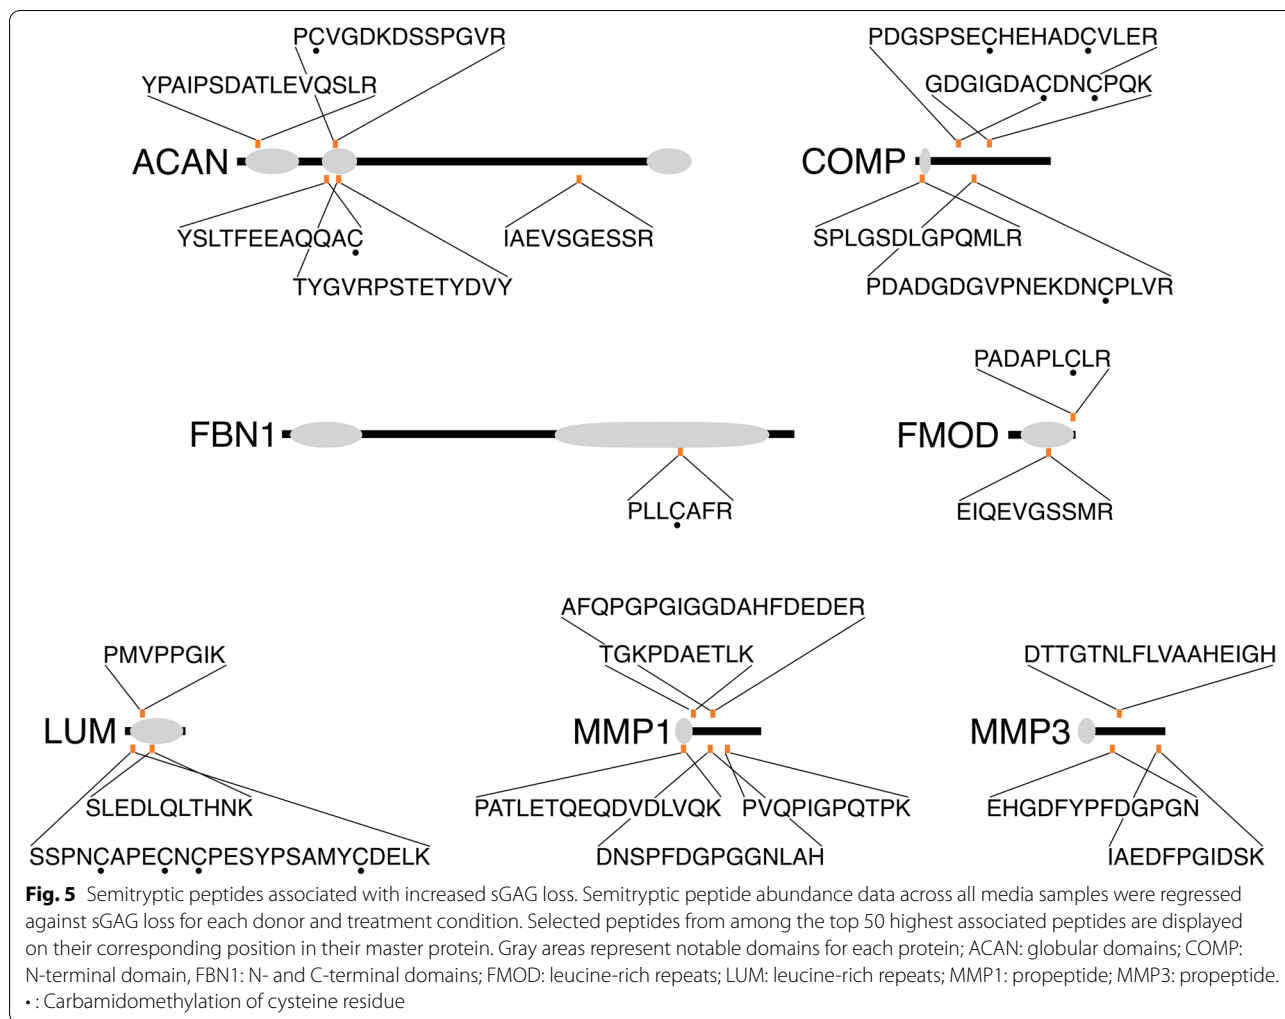 PCVGDKDSSPGVR
YPAIPSDATLEVQSLR
ACAN
YSLTFEEAQQAC
IAEVSGESSR
TYGVRPSTETYDVY
PDGSPSECHEHADCVLER
GDGIGDACDNCPQK
COMP
SPLGSDLGPQMLR
PDADGDGVPNEKDNCPLVR
FBN1
PLLCAFR
PADAPLCLR
FMOD
EIQEVGSSMR
PMVPPGIK
LUM
SLEDLQLTHNK
SSPNCAPECNCPESYPSAMYCDELK
AFQPGPGIGGDAHFDEDER
TGKPDAETLK
MMP1
PATLETQEQDVDLVQK
PVQPIGPQTPK
DNSPFDGPGGNLAH
DTTGTNLFLVAAHEIGH
MMP3
EHGDFYPFDGPGN
IAEDFPGIDSK
Fig. 5 Semitryptic peptides associated with increased sGAG loss. Semitryptic peptide abundance data across all media samples were regressed
against sGAG loss for each donor and treatment condition. Selected peptides from among the top 50 highest associated peptides are displayed
on their corresponding position in their master protein. Gray areas represent notable domains for each protein; ACAN: globular domains; COMP:
N-terminal domain, FBN1: N- and C-terminal domains; FMOD: leucine-rich repeats; LUM: leucine-rich repeats; MMP1: propeptide; MMP3: propeptide.
• : Carbamidomethylation of cysteine residue